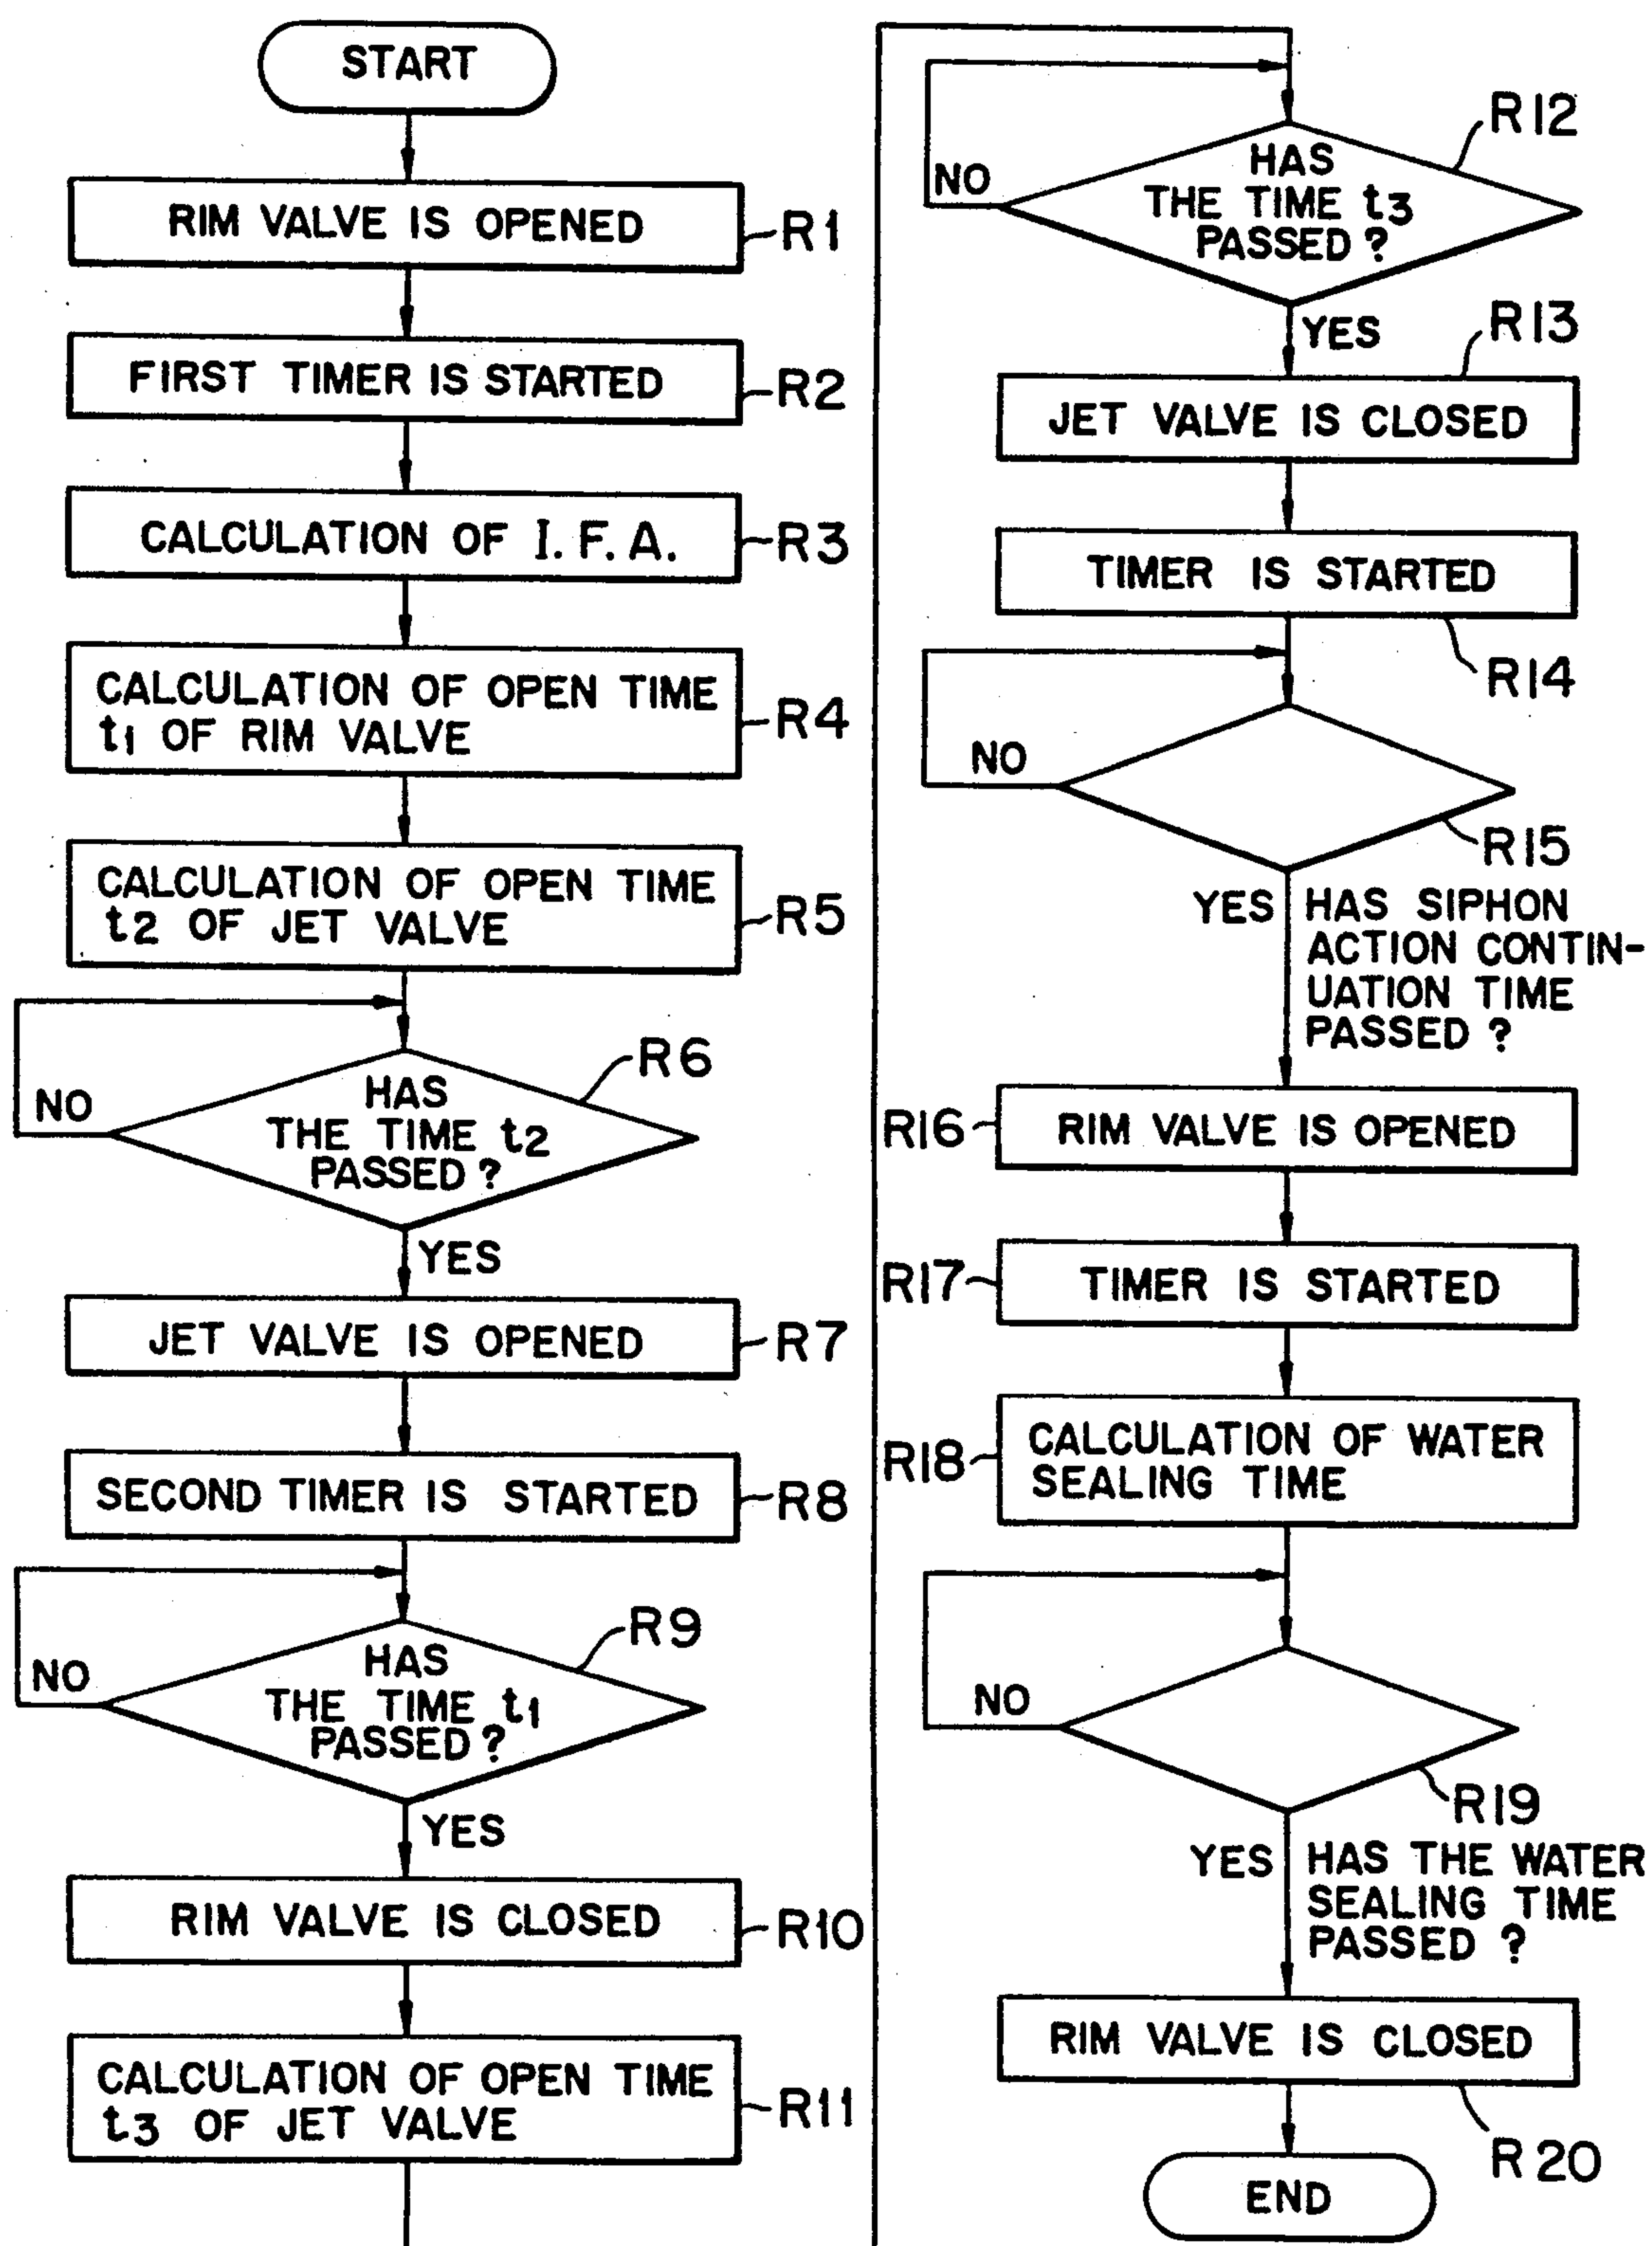 START
RIM VALVE IS OPENED
R1
FIRST TIMER IS STARTED
R2
CALCULATION OF I. F. A.
R3
CALCULATION OF OPEN TIME
t1 OF RIM VALVE
R4
CALCULATION OF OPEN TIME
t2 OF JET VALVE
R5
R6
HAS
THE TIME t2
PASSED ?
NO
YES
JET VALVE IS OPENED
R7
SECOND TIMER IS STARTED
R8
R9
HAS
THE TIME t1
PASSED ?
NO
YES
RIM VALVE IS CLOSED
R10
CALCULATION OF OPEN TIME
t3 OF JET VALVE
R11
R12
HAS
THE TIME t3
PASSED ?
NO
YES
R13
JET VALVE IS CLOSED
TIMER IS STARTED
R14
NO
R15
YES
HAS SIPHON
ACTION CONTIN-
UATION TIME
PASSED ?
R16
RIM VALVE IS OPENED
R17
TIMER IS STARTED
R18
CALCULATION OF WATER
SEALING TIME
NO
R19
YES
HAS THE WATER
SEALING TIME
PASSED ?
RIM VALVE IS CLOSED
R20
END